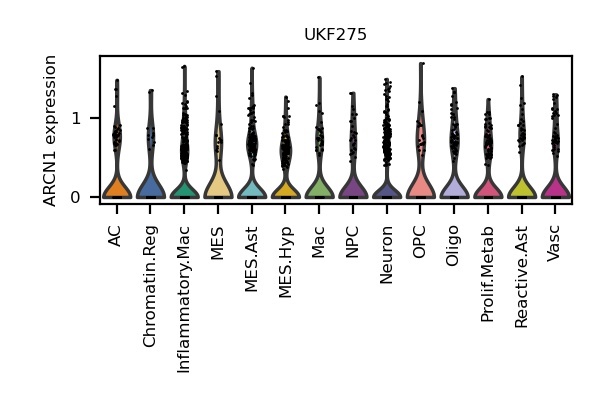 UKF275
ARCN1 expression
1
0
AC
Chromatin.Reg
Inflammatory.Mac
MES
MES.Ast
MES.Hyp
Mac
NPC
Neuron
OPC
Oligo
Prolif.Metab
Reactive.Ast
Vasc